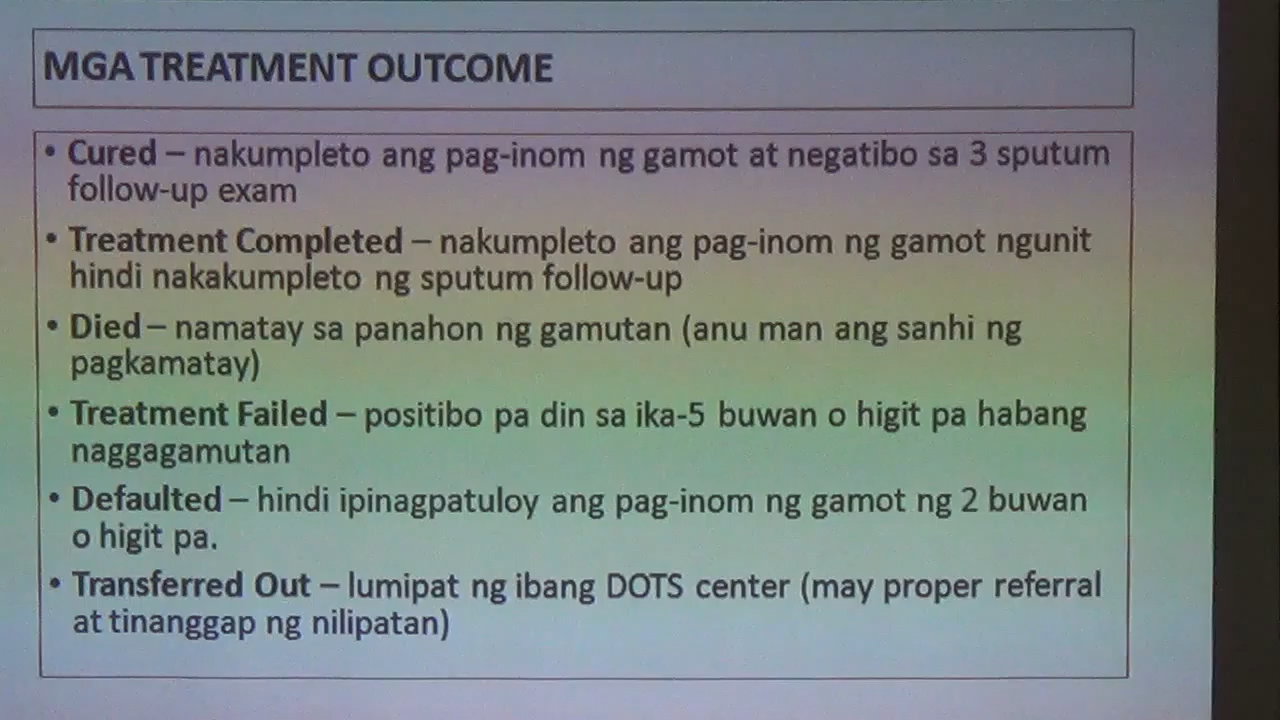 MGA TREATMENT OUTCOME
• Cured – nakumpleto ang pag-inom ng gamot at negatibo sa 3 sputum
follow-up exam
• Treatment Completed – nakumpleto ang pag-inom ng gamot ngunit
hindi nakakumpleto ng sputum follow-up
• Died – namatay sa panahon ng gamutan (anu man ang sanhi ng
pagkamatay)
• Treatment Failed – positibo pa din sa ika-5 buwan o higit pa habang
naggagamutan
• Defaulted – hindi ipinagpatuloy ang pag-inom ng gamot ng 2 buwan
o higit pa.
• Transferred Out – lumipat ng ibang DOTS center (may proper referral
at tinanggap ng nilipatan)